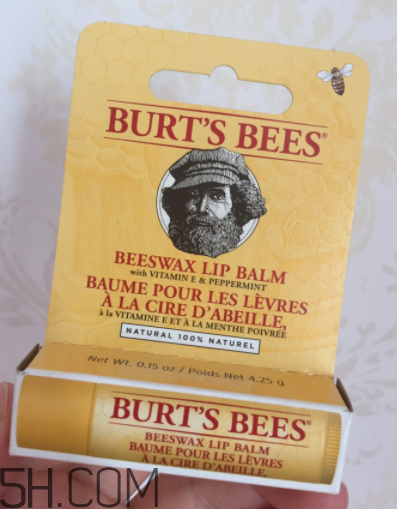 BURT'S BEES®
BEESWAX LIP BALM
with VITAMIN E & PEPPERMINT
BAUME POUR LES LÈVRES
À LA CIRE D'ABEILLE,
à la VITAMINE E ET À LA MENTHE POIVRÉE
NATURAL 100% NATUREL
Net Wt. 0.15 oz / Poids Net 4.25 g
BURT'S BEES®
BEESWAX LIP BALM
BAUME POUR LES LÈVRES
À LA CIRE D'ABEILLE,
5H.COM